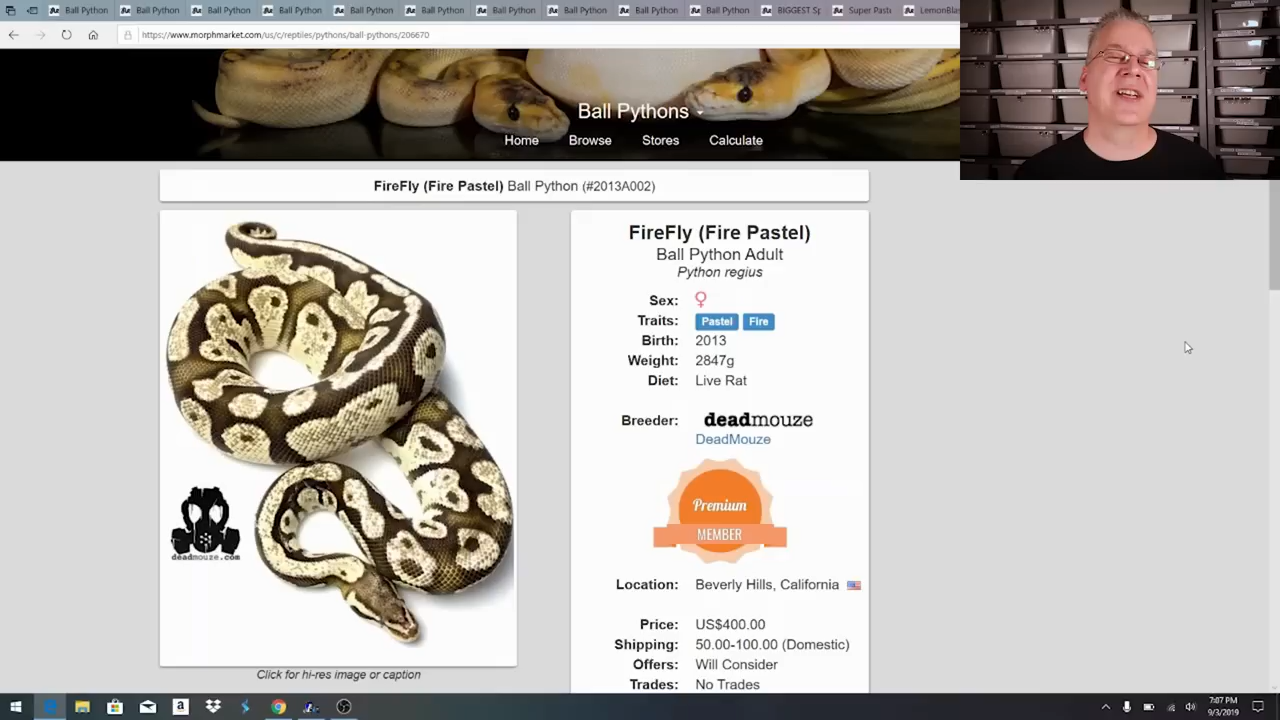 Ball Python
Ball Python
Ball Python
Ball Python
Ball Python
Ball Python
Ball Python
Ball Python
Ball Python
Ball Python
BIGGEST Sp
Super Paste
LemonBlas
https://www.morphmarket.com/us/c/reptiles/pythons/ball-pythons/206670
Ball Pythons
Home Browse Stores Calculate
FireFly (Fire Pastel) Ball Python (#2013A002)
FireFly (Fire Pastel)
Ball Python Adult
Python regius
Sex: ♀
Traits: Pastel Fire
Birth: 2013
Weight: 2847g
Diet: Live Rat
Breeder: deadmouze
DeadMouze
Premium
MEMBER
deadmouze.com
Location: Beverly Hills, California
Price: US$400.00
Shipping: 50.00-100.00 (Domestic)
Offers: Will Consider
Trades: No Trades
Click for hi-res image or caption
7:07 PM
9/3/2019